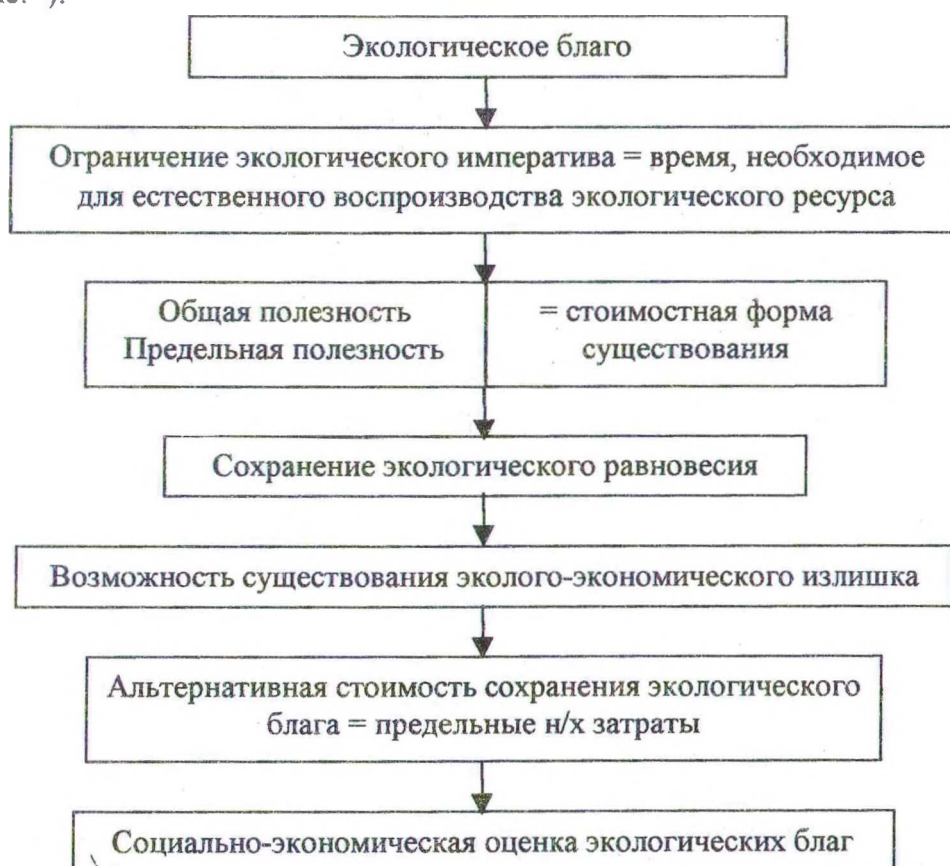 Экологическое благо
Ограничение экологического императива = время, необходимое
для естественного воспроизводства экологического ресурса
Общая полезность
Предельная полезность
= стоимостная форма
существования
Сохранение экологического равновесия
Возможность существования эколого-экономического излишка
Альтернативная стоимость сохранения экологического
блага = предельные н/х затраты
Социально-экономическая оценка экологических благ